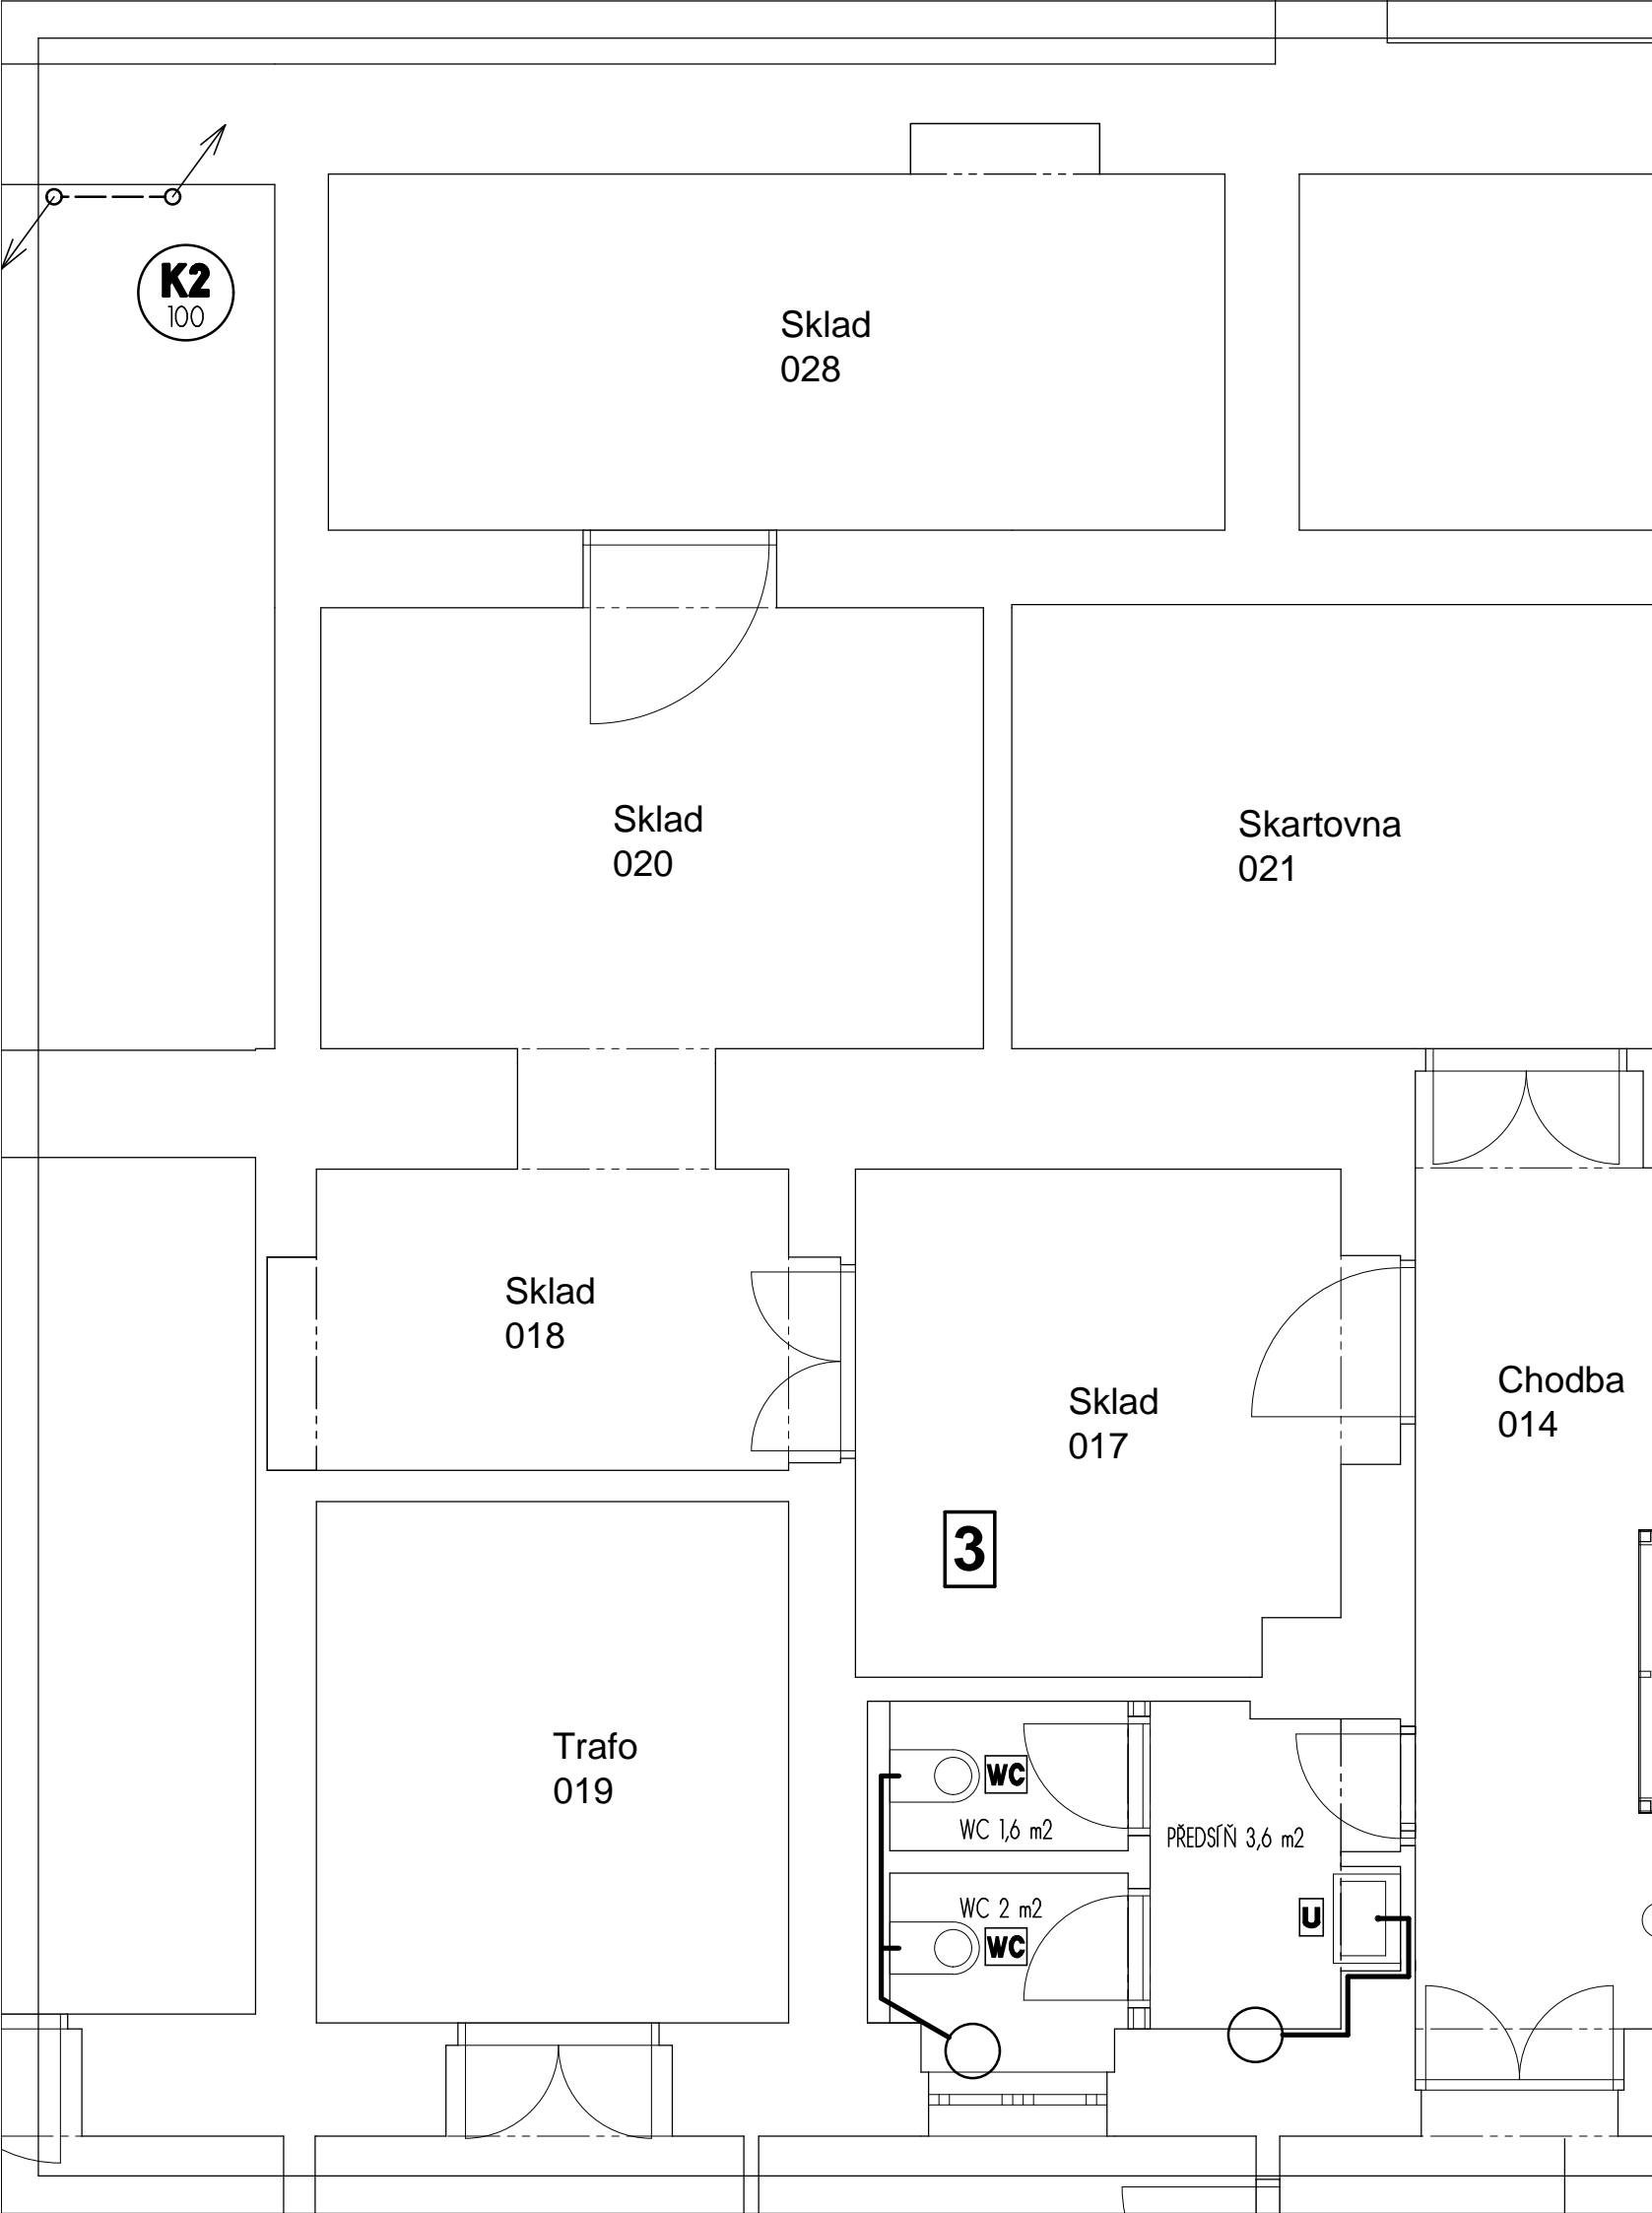 K2
100
Sklad
028
Sklad
020
Skartovna
021
Sklad
018
Sklad
017
Chodba
014
3
Trafo
019
WC
WC 1,6 m2
PŘEDSÍŇ 3,6 m2
WC 2 m2
WC
U